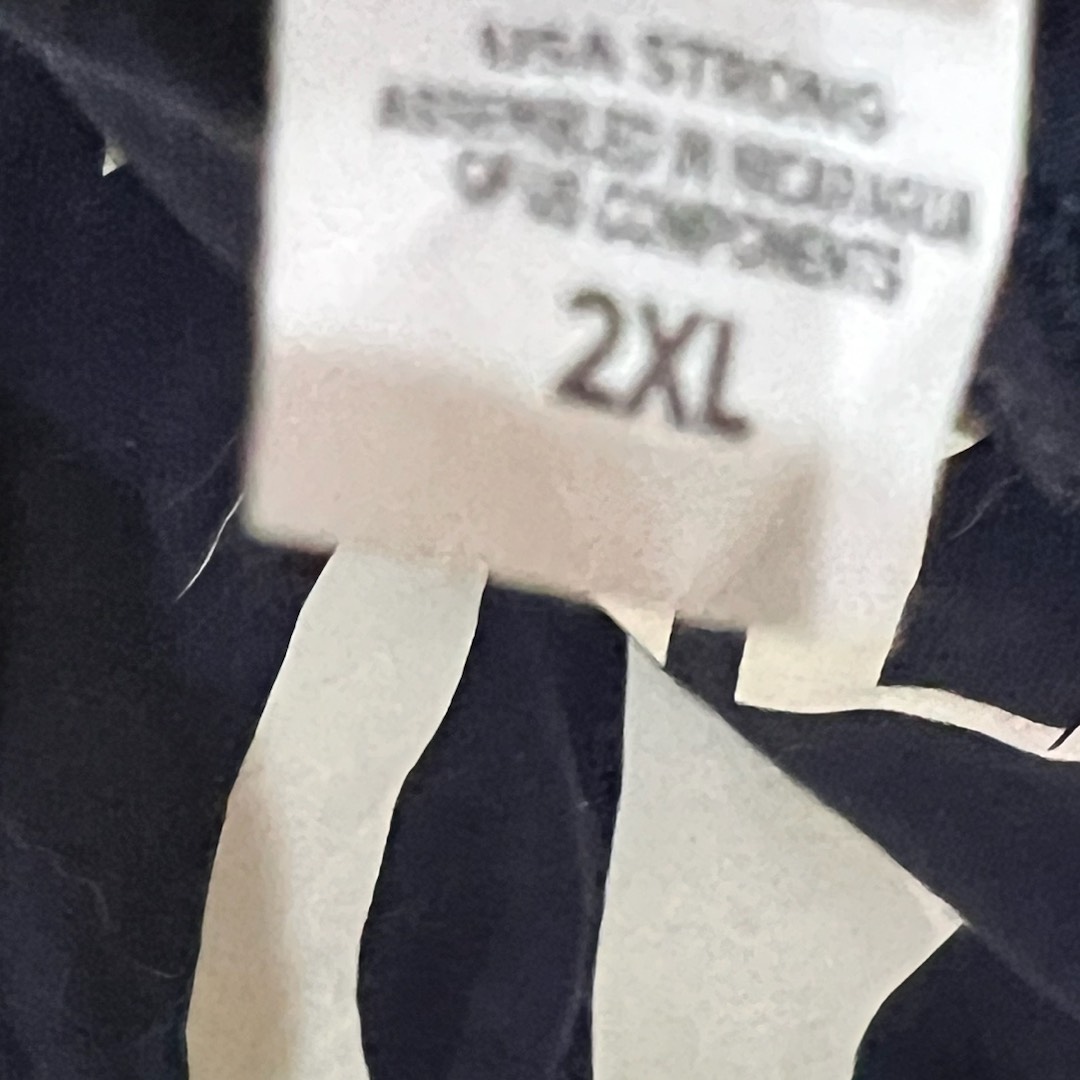 USA STRONG
ASSEMBLED IN NICARAGUA
OF US COMPONENTS
2XL